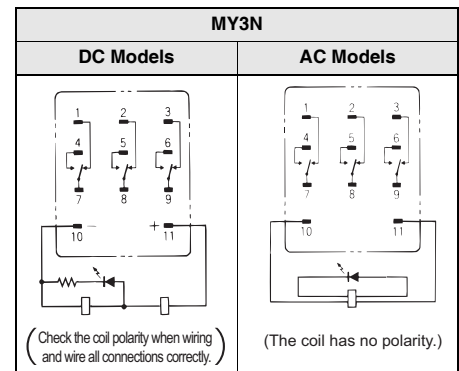 MY3N
DC Models
AC Models
1 2 3
4 5 6
7 8 9
10 − + 11
(Check the coil polarity when wiring
and wire all connections correctly.)
1 2 3
4 5 6
7 8 9
10 11
(The coil has no polarity.)